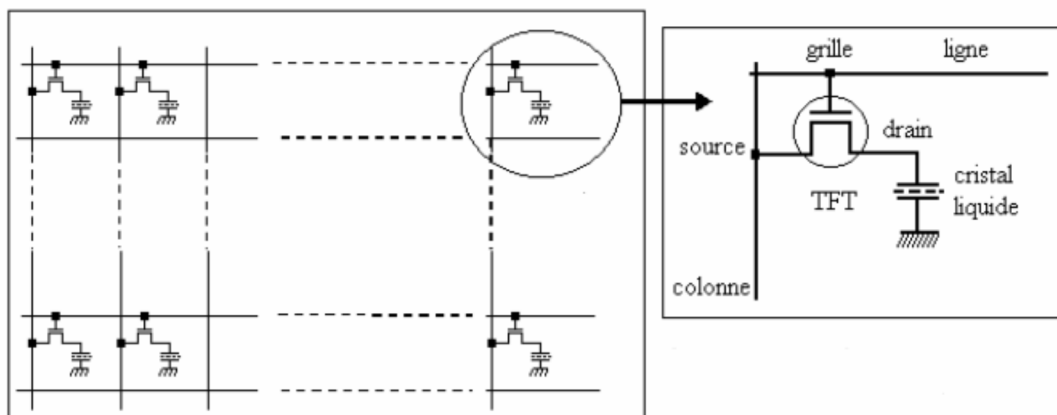 grille ligne
source
drain
TFT
cristal
liquide
colonne